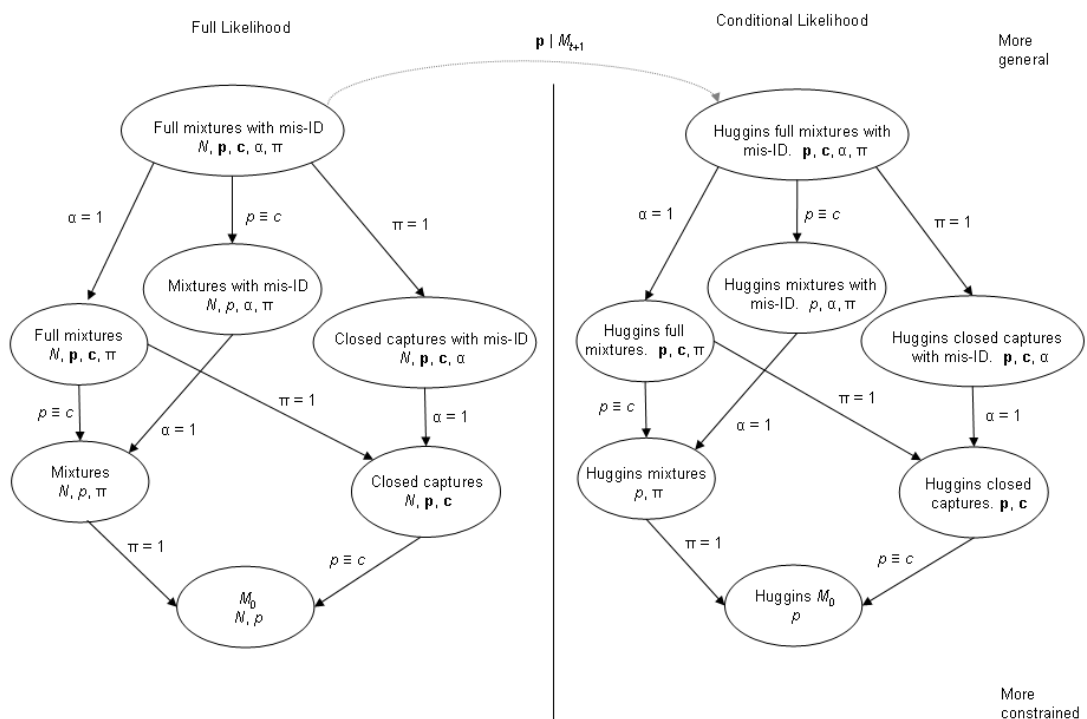 Full Likelihood
Conditional Likelihood
p | Mt+1
More
general
Full mixtures with mis-ID
N, p, c, α, π
Huggins full mixtures with
mis-ID. p, c, α, π
α = 1
p ≡ c
π = 1
α = 1
p ≡ c
π = 1
Mixtures with mis-ID
N, p, α, π
Huggins mixtures with
mis-ID. p, α, π
Full mixtures
N, p, c, π
Closed captures with mis-ID
N, p, c, α
Huggins full
mixtures. p, c, π
Huggins closed captures
with mis-ID. p, c, α
p ≡ c
α = 1
π = 1
α = 1
p ≡ c
α = 1
π = 1
α = 1
Mixtures
N, p, π
Closed captures
N, p, c
Huggins mixtures
p, π
Huggins closed
captures. p, c
π = 1
p ≡ c
π = 1
p ≡ c
M0
N, p
Huggins M0
p
More
constrained